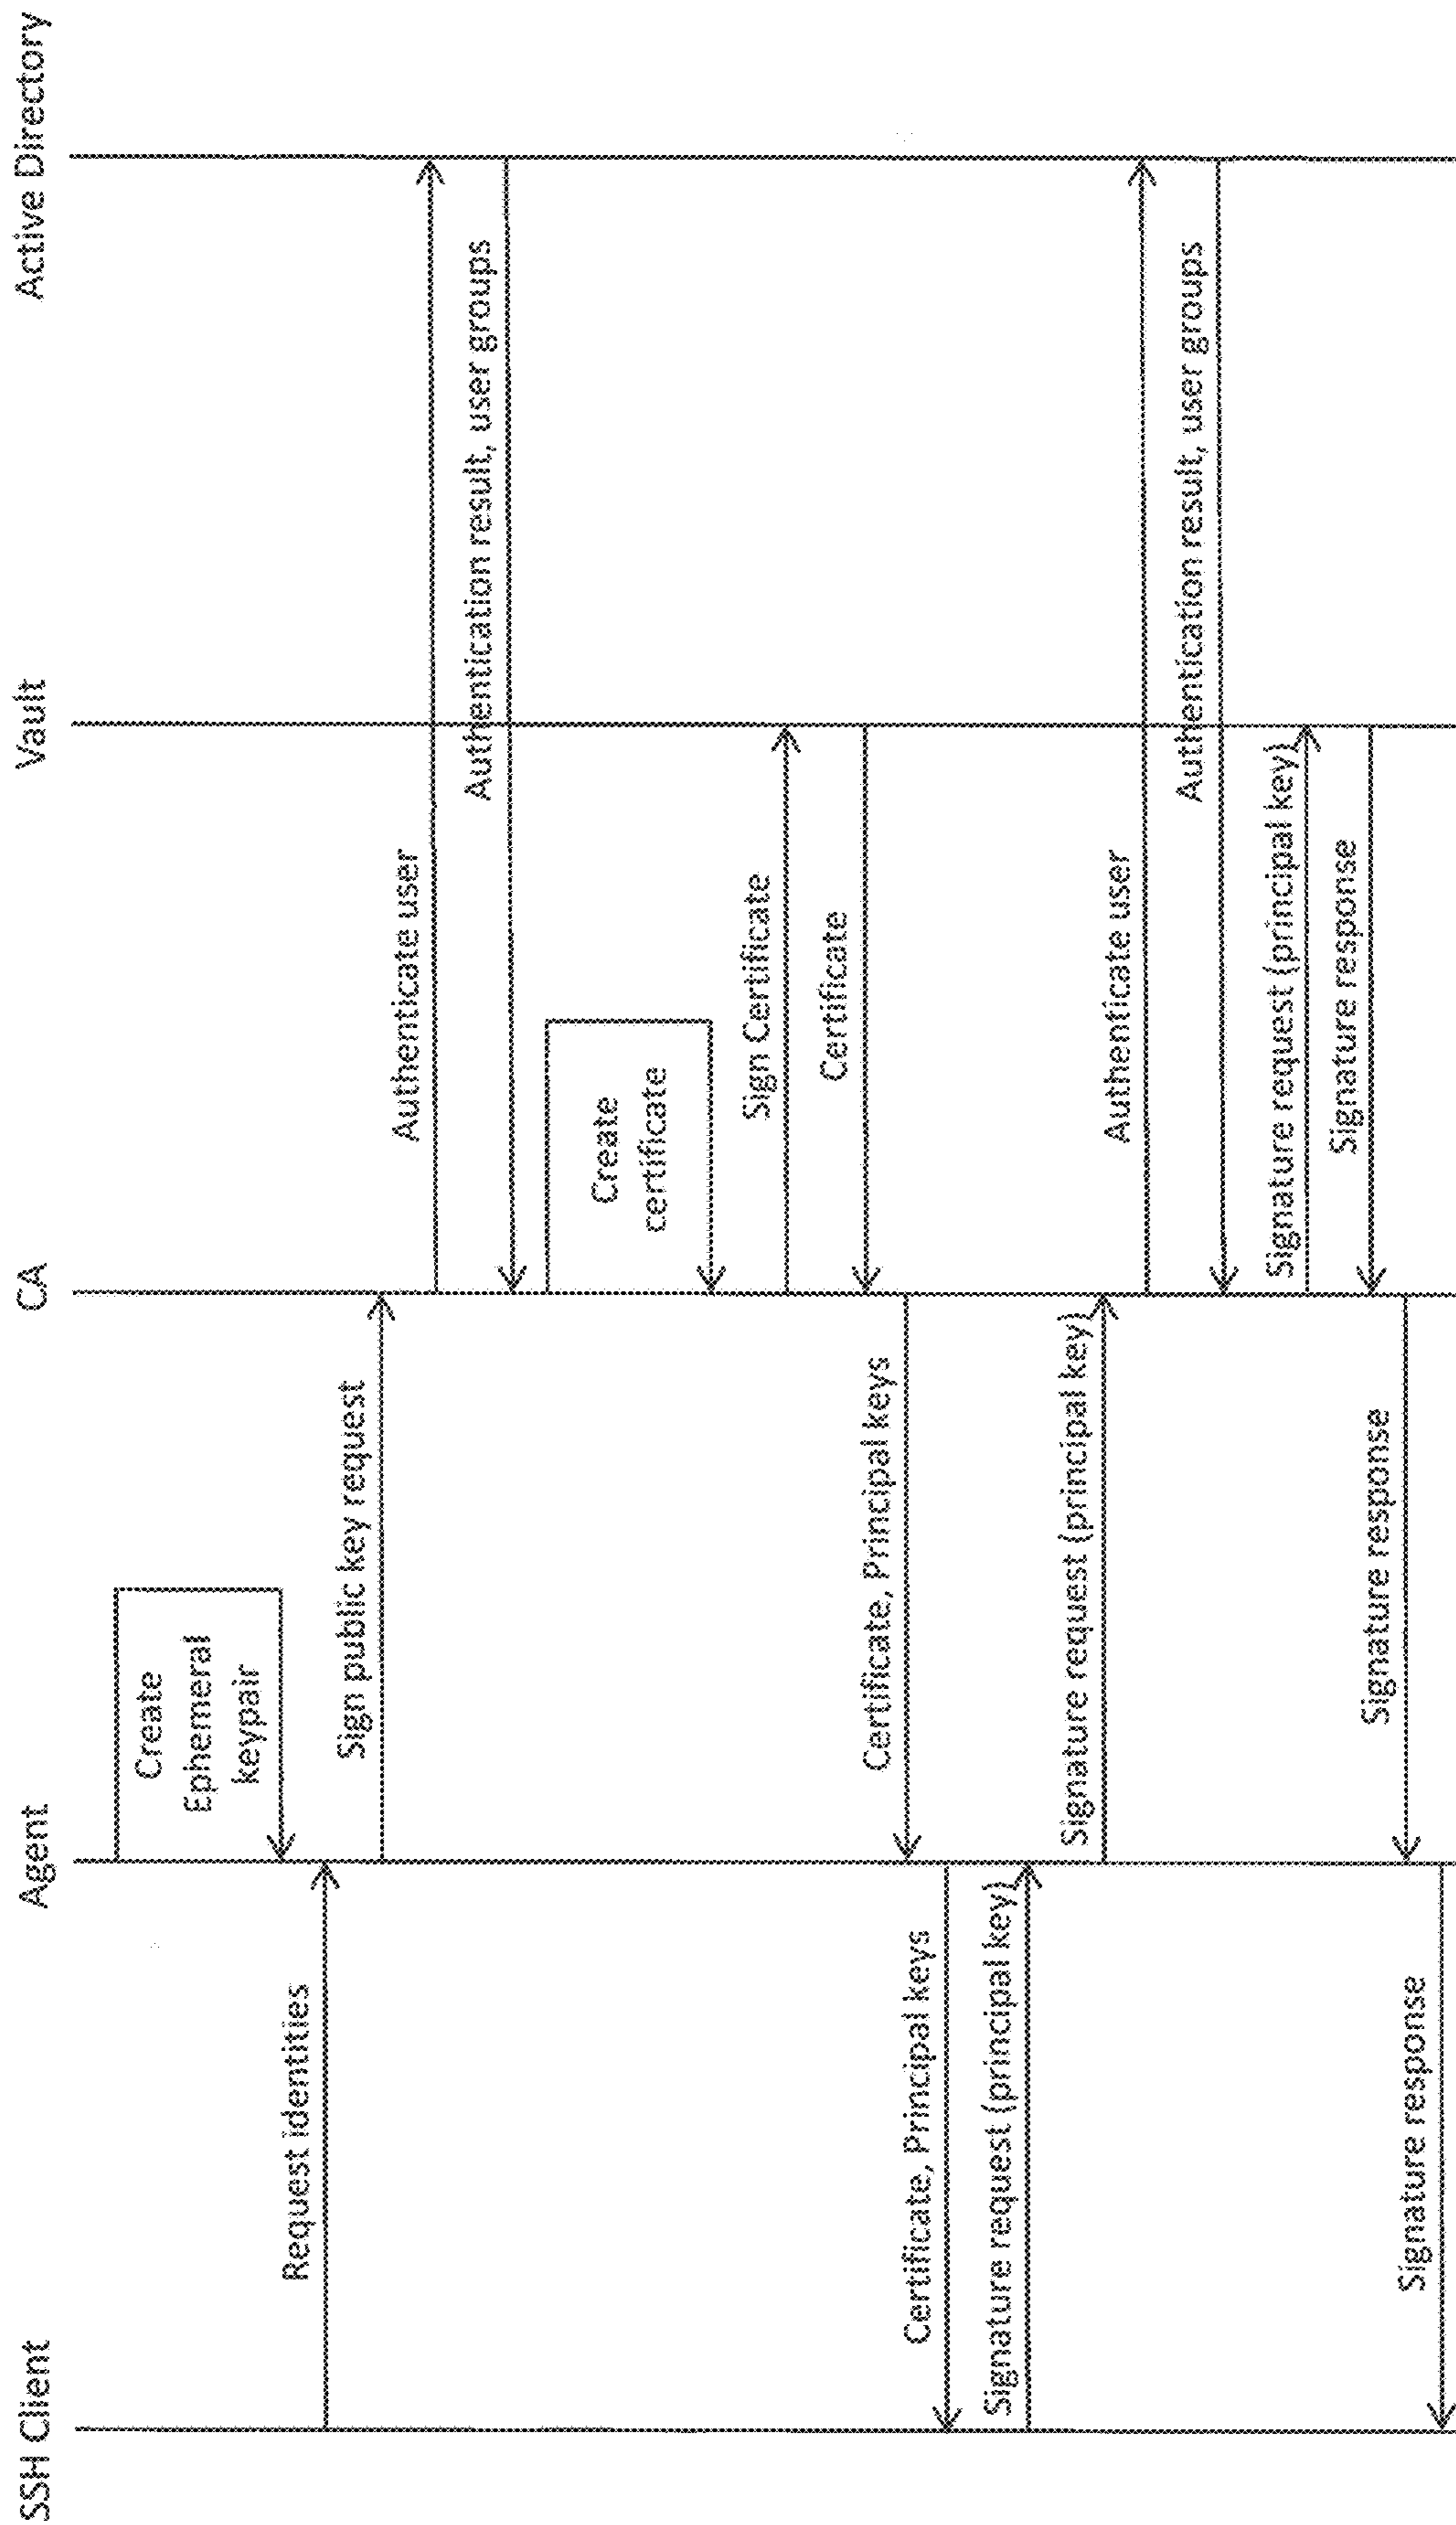 SSH Client
Agent
CA
Vault
Active Directory
Create
Ephemeral
keypair
Request identities
Sign public key request
Authenticate user
Authentication result, user groups
Create
certificate
Sign Certificate
Certificate
Certificate, Principal keys
Certificate, Principal keys
Signature request (principal key)
Signature request (principal key)
Authenticate user
Authentication result, user groups
Signature request (principal key)
Signature response
Signature response
Signature response